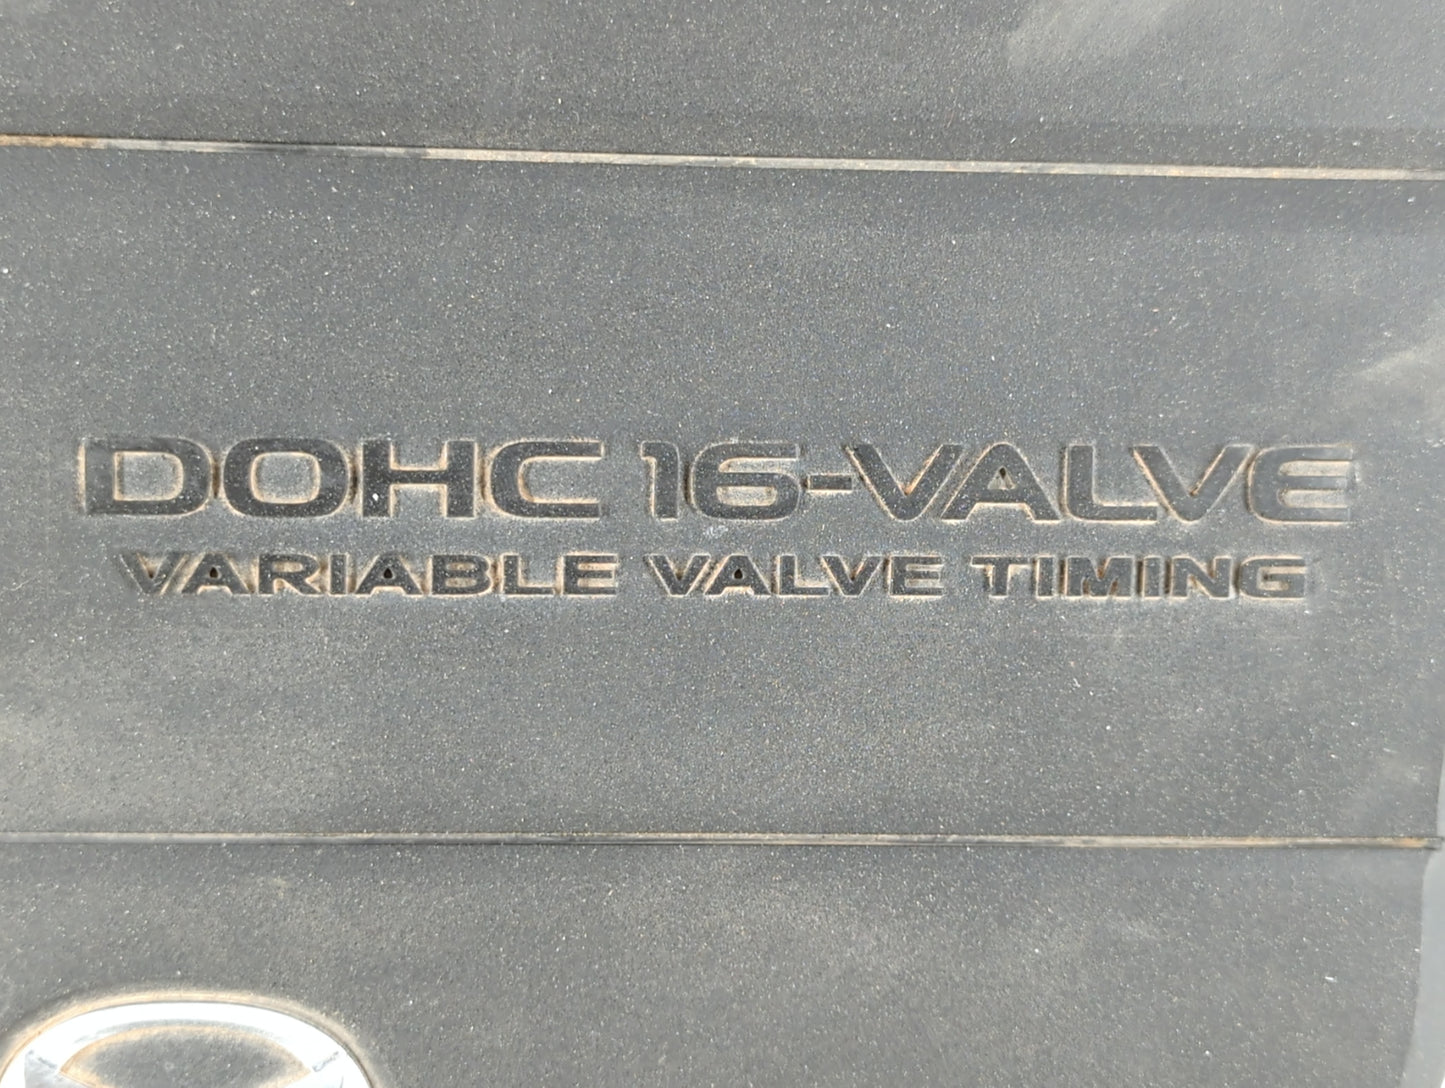 DOHC 16-VALVE
VARIABLE VALVE TIMING